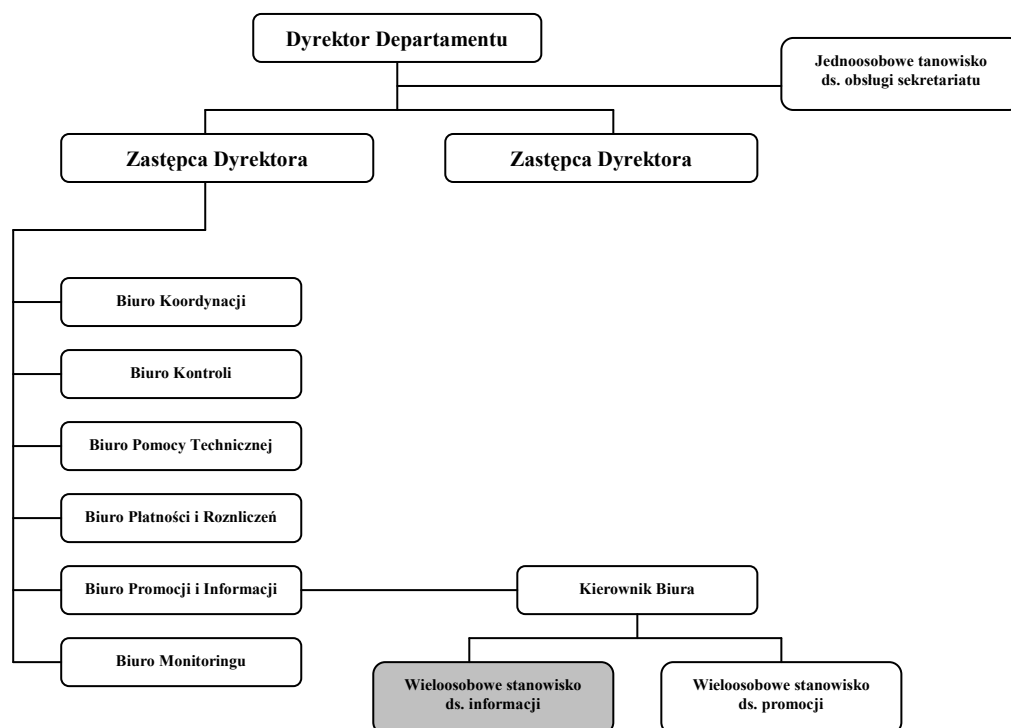 Dyrektor Departamentu
Jednoosobowe tanowisko
ds. obsługi sekretariatu
Zastępca Dyrektora
Zastępca Dyrektora
Biuro Koordynacji
Biuro Kontroli
Biuro Pomocy Technicznej
Biuro Płatności i Roznliczeń
Biuro Promocji i Informacji
Kierownik Biura
Biuro Monitoringu
Wieloosobowe stanowisko
ds. informacji
Wieloosobowe stanowisko
ds. promocji